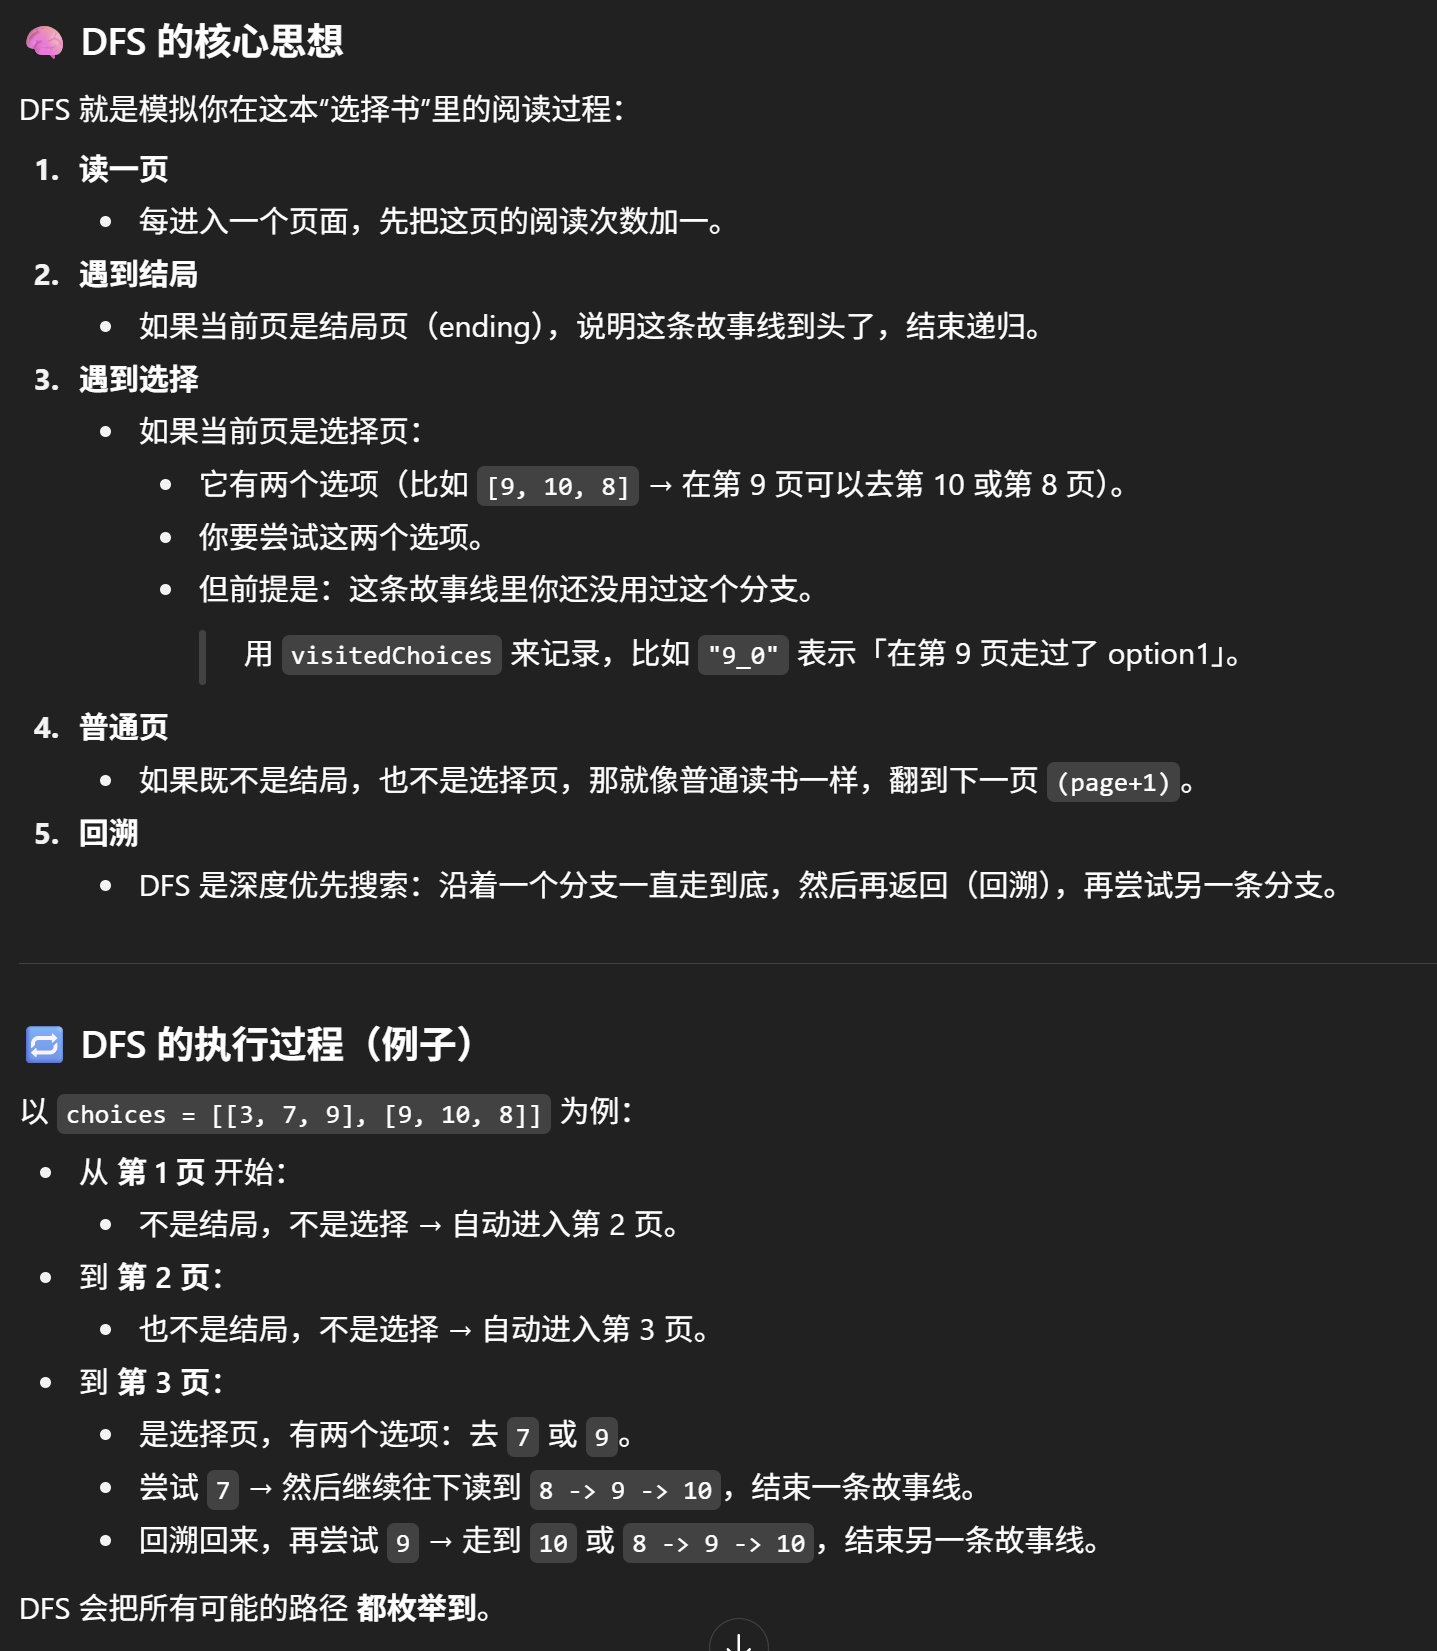 🧠 DFS 的核心思想
DFS 就是模拟你在这本“选择书”里的阅读过程：
1. 读一页
• 每进入一个页面，先把这页的阅读次数加一。
2. 遇到结局
• 如果当前页是结局页（ending），说明这条故事线到头了，结束递归。
3. 遇到选择
• 如果当前页是选择页：
• 它有两个选项（比如 [9, 10, 8] → 在第 9 页可以去第 10 或第 8 页）。
• 你要尝试这两个选项。
• 但前提是：这条故事线里你还没用过这个分支。
用 visitedChoices 来记录，比如 "9_0" 表示「在第 9 页走过了 option1」。
4. 普通页
• 如果既不是结局，也不是选择页，那就像普通读书一样，翻到下一页 (page+1)。
5. 回溯
• DFS 是深度优先搜索：沿着一个分支一直走到底，然后再返回（回溯），再尝试另一条分支。
🔁 DFS 的执行过程（例子）
以 choices = [[3, 7, 9], [9, 10, 8]] 为例：
• 从 第 1 页 开始：
• 不是结局，不是选择 → 自动进入第 2 页。
• 到 第 2 页：
• 也不是结局，不是选择 → 自动进入第 3 页。
• 到 第 3 页：
• 是选择页，有两个选项：去 7 或 9。
• 尝试 7 → 然后继续往下读到 8 -> 9 -> 10，结束一条故事线。
• 回溯回来，再尝试 9 → 走到 10 或 8 -> 9 -> 10，结束另一条故事线。
DFS 会把所有可能的路径 都枚举到。